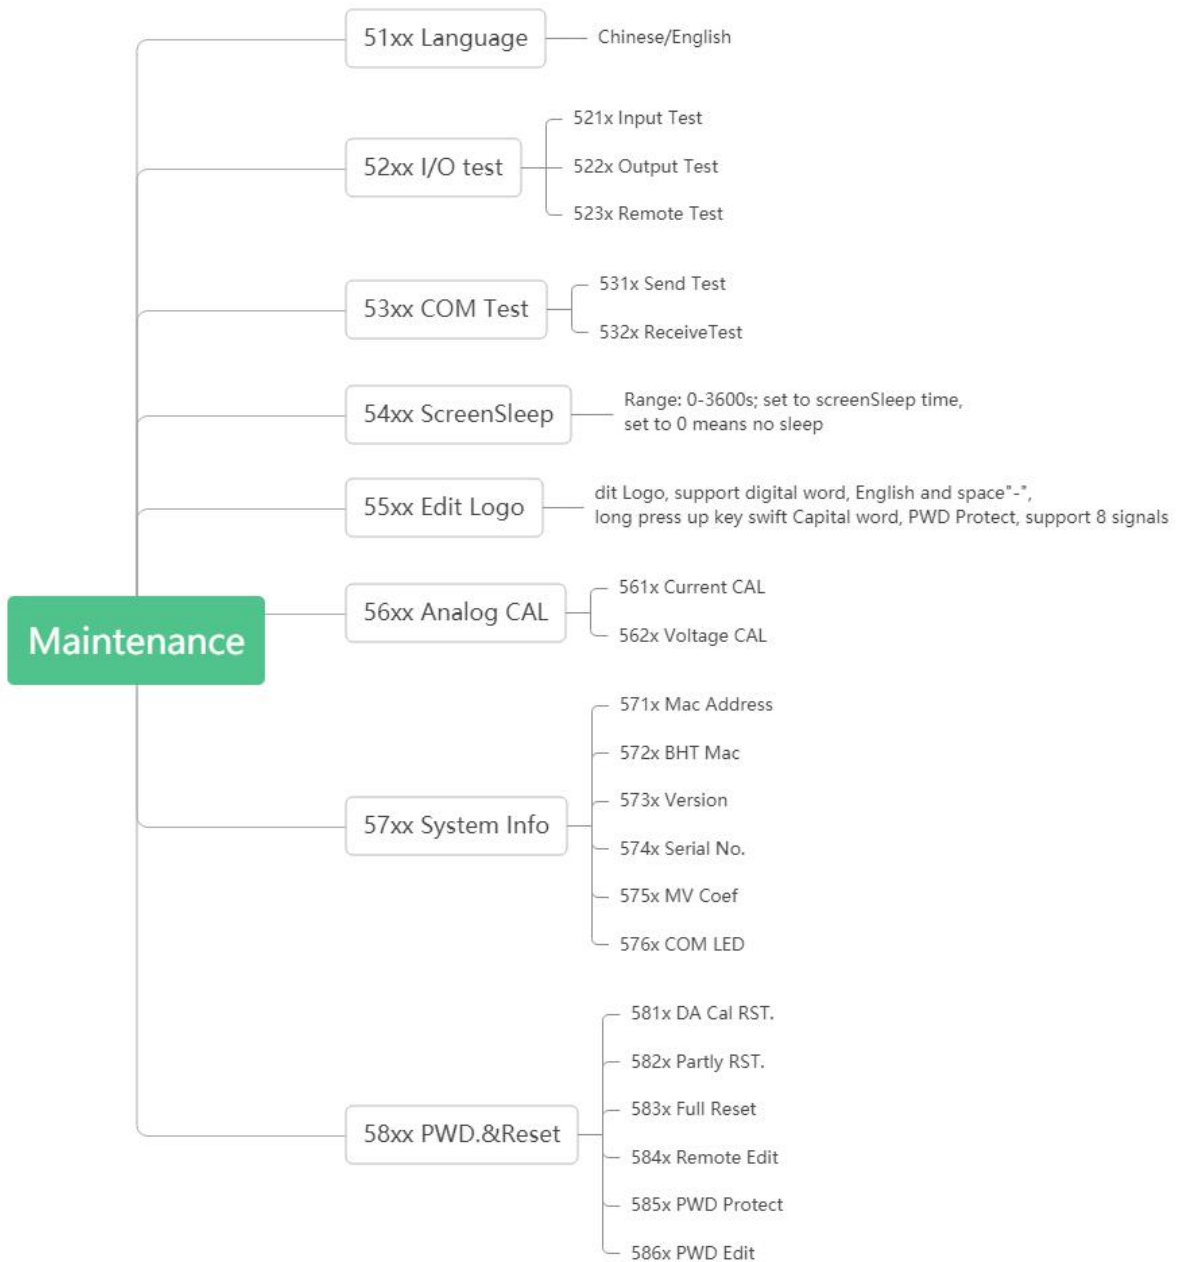 51xx Language
Chinese/English
52xx I/O test
521x Input Test
522x Output Test
523x Remote Test
53xx COM Test
531x Send Test
532x ReceiveTest
54xx ScreenSleep
Range: 0-3600s; set to screenSleep time,
set to 0 means no sleep
55xx Edit Logo
dit Logo, support digital word, English and space"-",
long press up key swift Capital word, PWD Protect, support 8 signals
Maintenance
56xx Analog CAL
561x Current CAL
562x Voltage CAL
57xx System Info
571x Mac Address
572x BHT Mac
573x Version
574x Serial No.
575x MV Coef
576x COM LED
58xx PWD.&Reset
581x DA Cal RST.
582x Partly RST.
583x Full Reset
584x Remote Edit
585x PWD Protect
586x PWD Edit